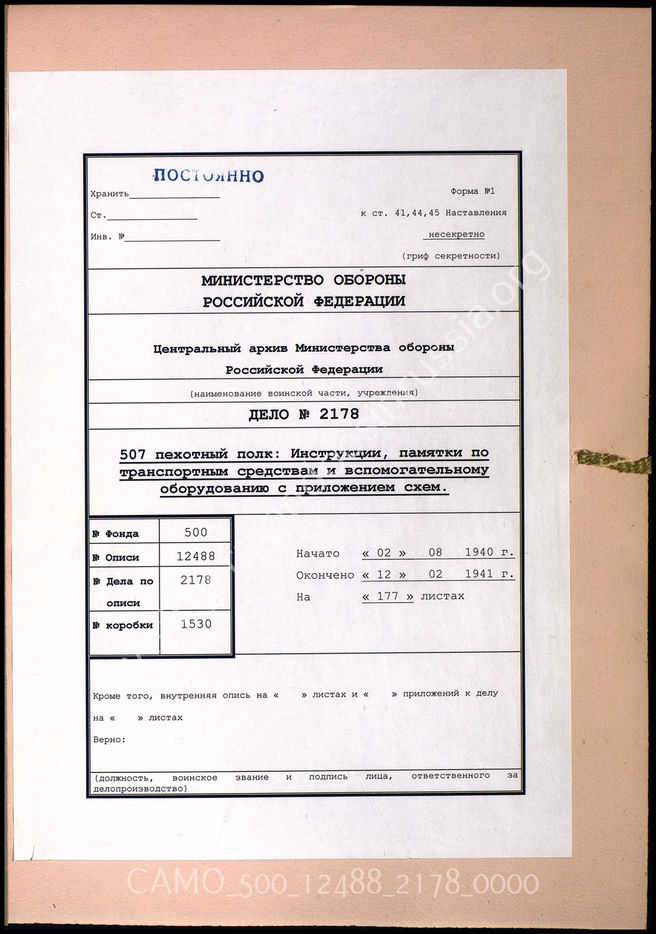 ПОСТОЯННО
Хранить
Форма №1
Ст.
к ст. 41,44,45 Наставления
Инв. №
несекретно
(гриф секретности)
МИНИСТЕРСТВО ОБОРОНЫ
РОССИЙСКОЙ ФЕДЕРАЦИИ
Центральный архив Министерства обороны
Российской Федерации
(наименование воинской части, учреждения)
ДЕЛО № 2178
507 пехотный полк: Инструкции, памятки по
транспортным средствам и вспомогательному
оборудованию с приложением схем.
№ Фонда 500
№ Описи 12488
№ Дела по описи 2178
№ коробки 1530
Начато « 02 » 08 1940 г.
Окончено « 12 » 02 1941 г.
На « 177 » листах
Кроме того, внутренняя опись на « » листах и « » приложений к делу
на « » листах
Верно:
(должность, воинское звание и подпись лица, ответственного за
делопроизводство)
CAMO_500_12488_2178_0000